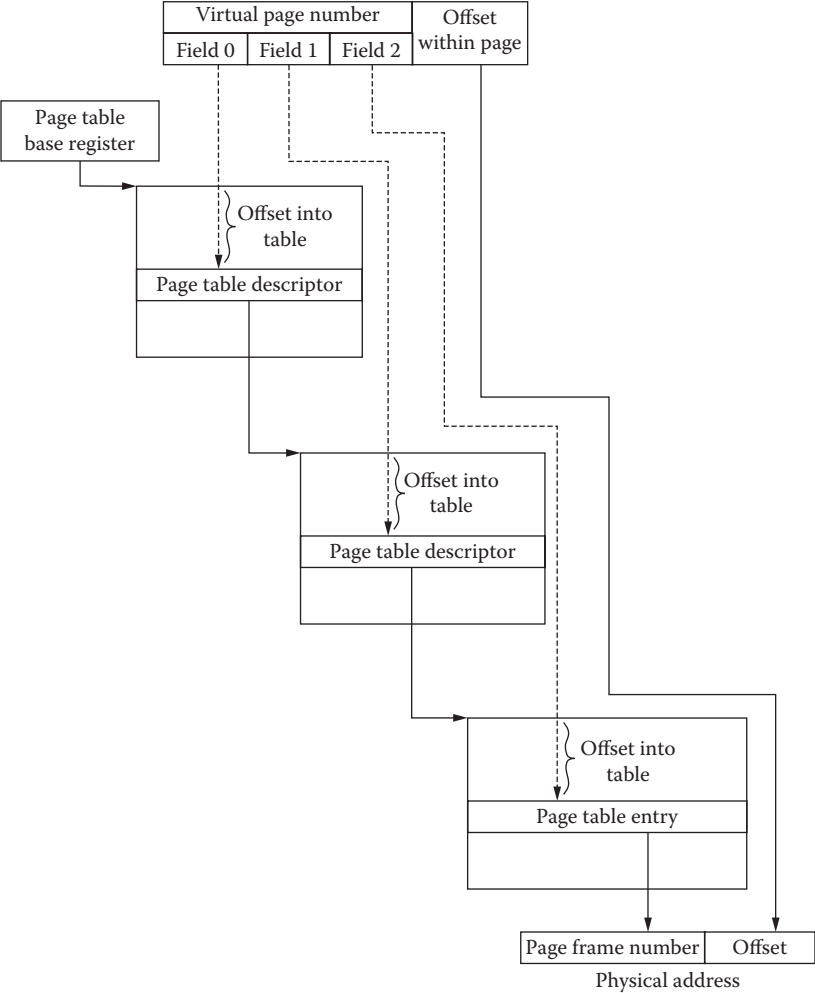 Virtual page number
Offset
within page
Field 0
Field 1
Field 2
Page table
base register
Offset into
table
Page table descriptor
Offset into
table
Page table descriptor
Offset into
table
Page table entry
Page frame number
Offset
Physical address